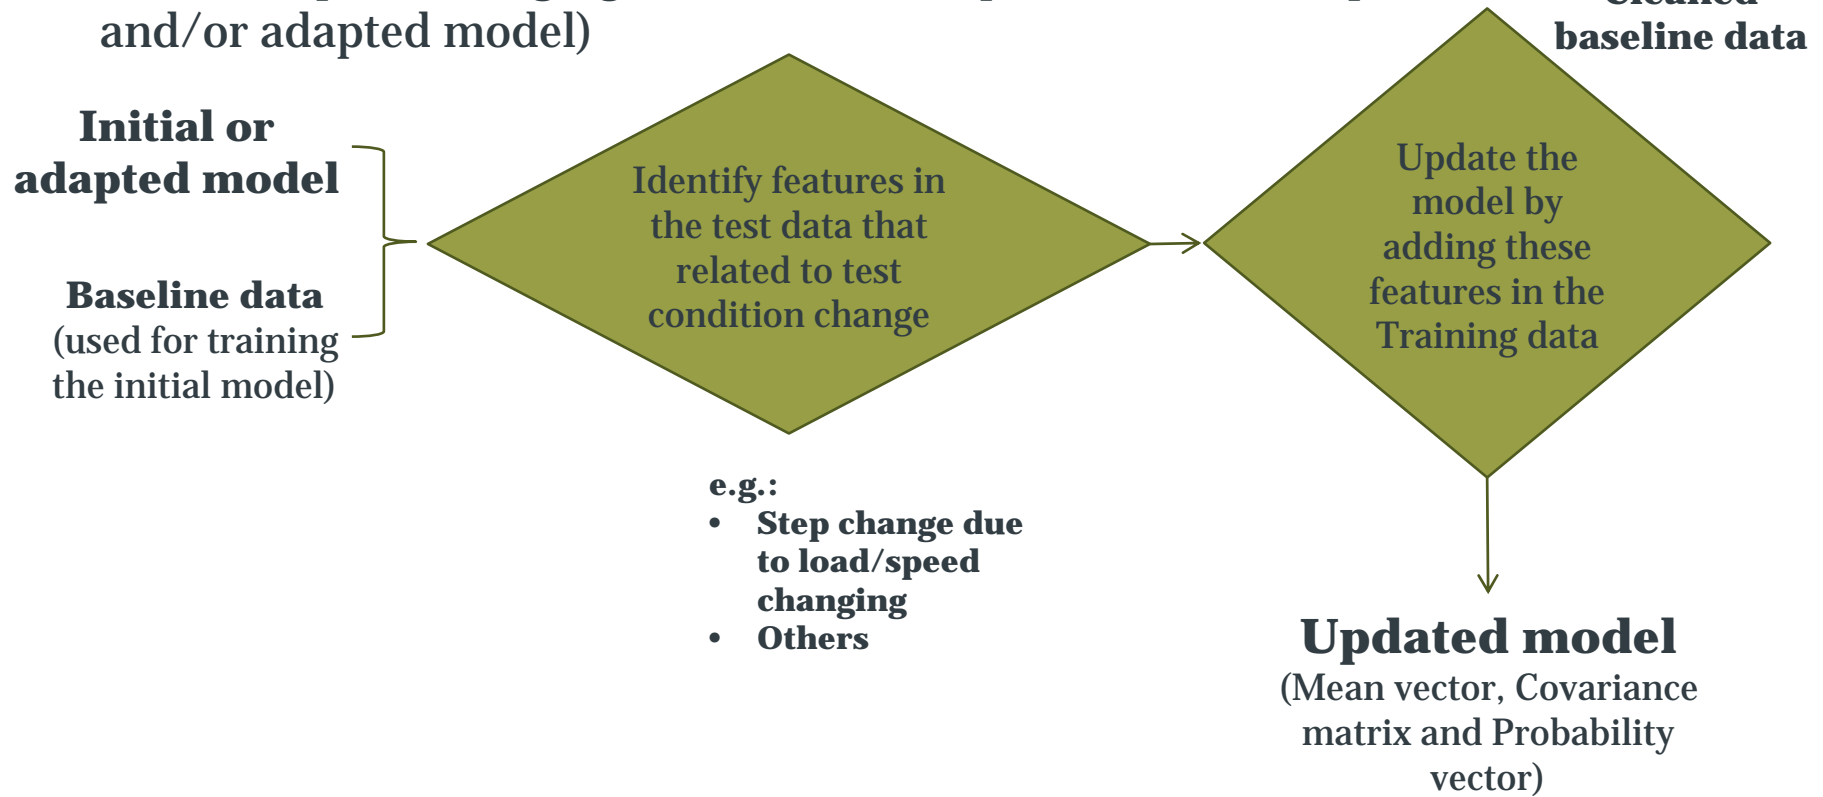 and/or adapted model)
baseline data
Initial or
adapted model
Baseline data
(used for training
the initial model)
Identify features in
the test data that
related to test
condition change
Update the
model by
adding these
features in the
Training data
e.g.:
• Step change due
to load/speed
changing
• Others
Updated model
(Mean vector, Covariance
matrix and Probability
vector)